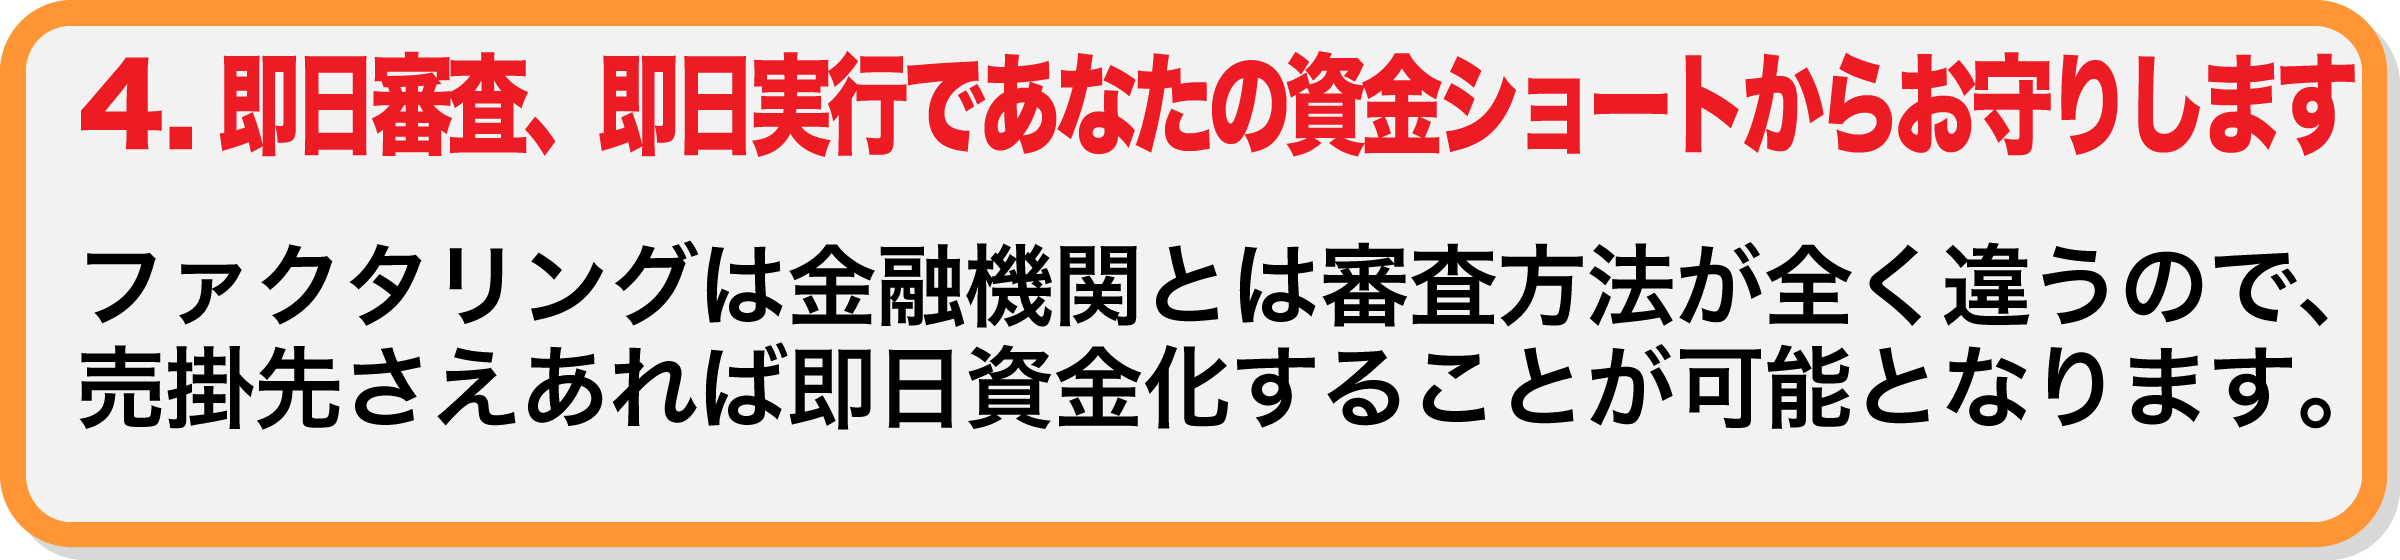 4. 即日審査、即日実行であなたの資金ショートからお守りします
ファクタリングは金融機関とは審査方法が全く違うので、
売掛先さえあれば即日資金化することが可能となります。